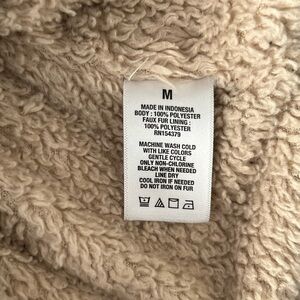 M
MADE IN INDONESIA
BODY : 100% POLYESTER
FAUX FUR LINING :
100% POLYESTER
RN154379
MACHINE WASH COLD
WITH LIKE COLORS
GENTLE CYCLE
ONLY NON-CHLORINE
BLEACH WHEN NEEDED
LINE DRY
COOL IRON IF NEEDED
DO NOT IRON ON FUR